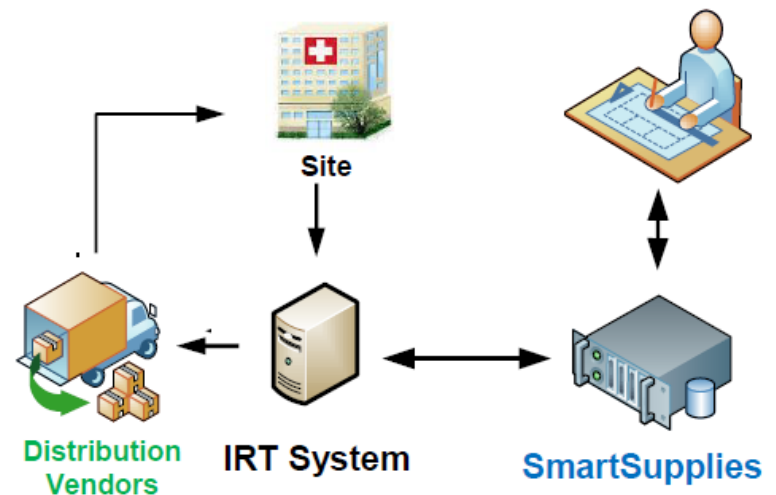 Site
Distribution
Vendors
IRT System
SmartSupplies